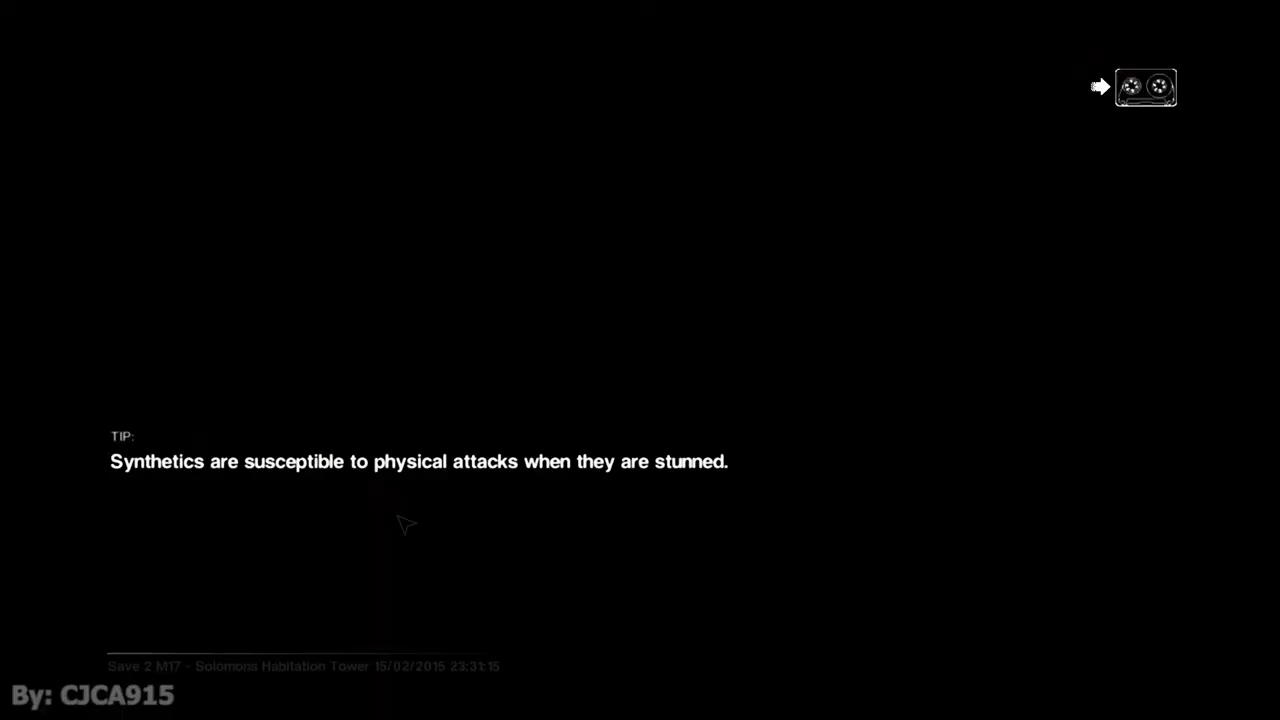 TIP:
Synthetics are susceptible to physical attacks when they are stunned.
Save 2 M17 - Solomons Habitation Tower 15/02/2015 23:31:15
By: CJCA915